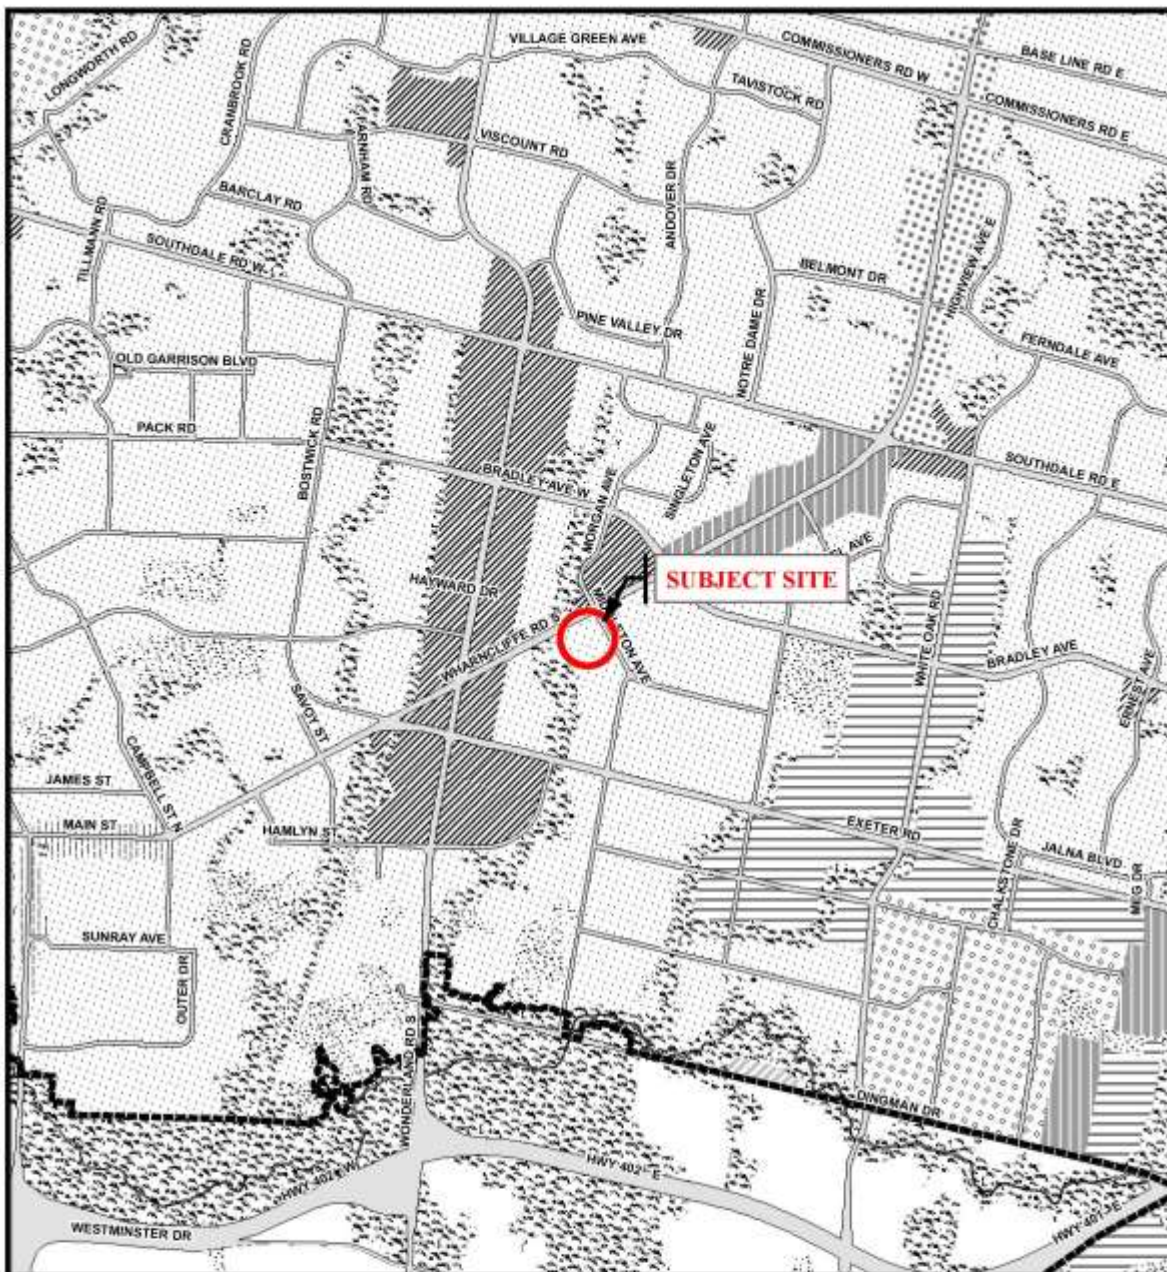 VILLAGE GREEN AVE
COMMISSIONERS RD W
BASE LINE RD E
LONGWORTH RD
CRANBROOK RD
TAVISTOCK RD
COMMISSIONERS RD E
VISCOUNT RD
ANDOVER DR
BARCLAY RD
TILLMANN RD
SOUTHDALE RD W
BELMONT DR
HIGHVIEW AVE E
PINE VALLEY DR
NOTRE DAME DR
FERNDALE AVE
OLD GARRISON BLVD
PACK RD
BOSTWICK RD
BRADLEY AVE W
SINGLETON AVE
SOUTHDALE RD E
MORGAN AVE
AVE
SUBJECT SITE
HAYWARD DR
WHARNCLIFFE RD S
WHITE OAK RD
BRADLEY AVE
SAVOY ST
CAMPBELL ST N
JAMES ST
MAIN ST
HAMLYN ST
EXETER RD
CHALKSTONE DR
JALNA BLVD
MEG DR
SUNRAY AVE
OUTER DR
WONDERLAND RD S
DINGMAN DR
HWY 402 W
HWY 402 E
HWY 401 E
WESTMINSTER DR